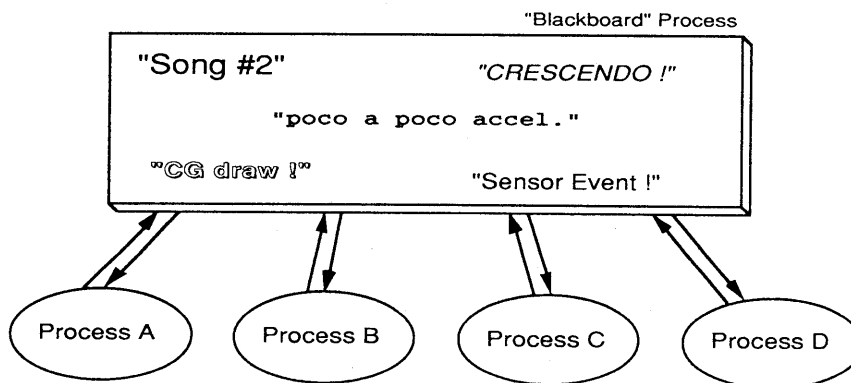 "Blackboard" Process
"Song #2"
"CRESCENDO !"
"poco a poco accel."
"CG draw !"
"Sensor Event !"
Process A
Process B
Process C
Process D